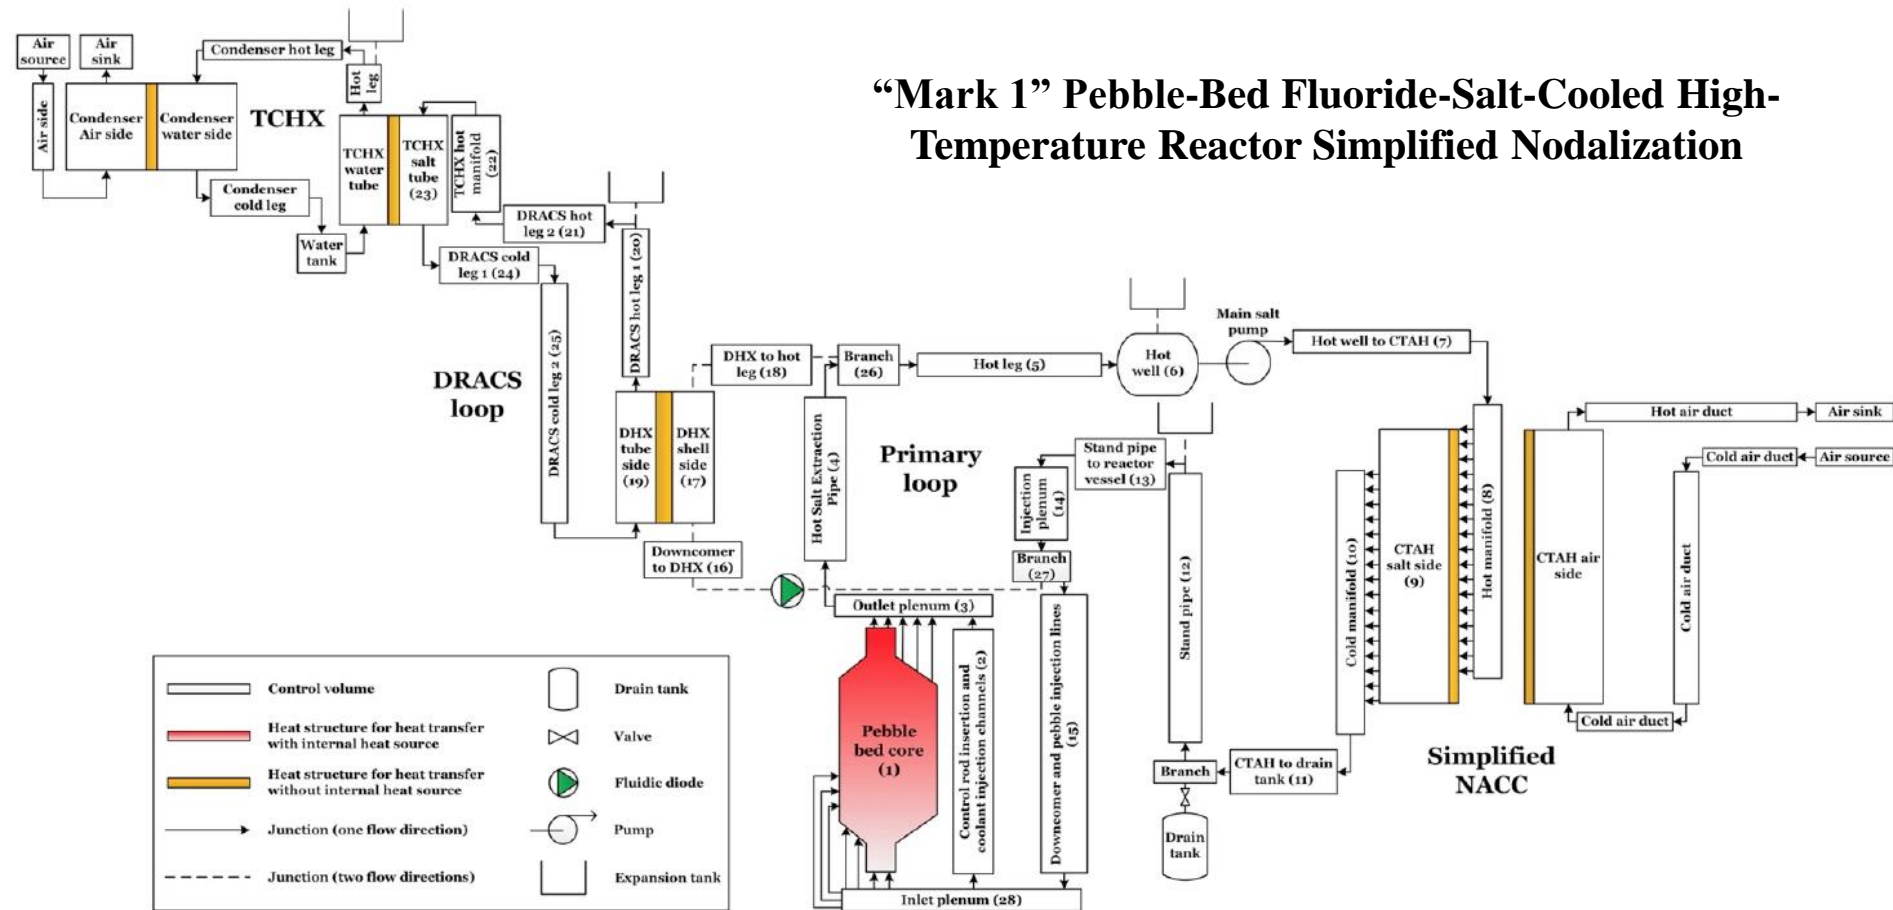 “Mark 1” Pebble-Bed Fluoride-Salt-Cooled High-
Temperature Reactor Simplified Nodalization
Air
source
Air
sink
Condenser hot leg
Hot
leg
Air side
Condenser
Air side
Condenser
water side
TCHX
TCHX
water
tube
TCHX
salt
tube
(23)
TCHX hot
manifold
(22)
Condenser
cold leg
Water
tank
DRACS hot
leg 2 (21)
DRACS cold
leg 1 (24)
DRACS hot leg 1 (20)
DRACS cold leg 2 (25)
DRACS
loop
DHX
tube
side
(19)
DHX
shell
side
(17)
DHX to hot
leg (18)
Downcomer
to DHX (16)
Branch
(26)
Hot leg (5)
Hot
well (6)
Main salt
pump
Hot well to CTAH (7)
Hot Salt Extraction
Pipe (4)
Primary
loop
Stand pipe
to reactor
vessel (13)
Injection
plenum
(14)
Branch
(27)
Outlet plenum (3)
Pebble
bed core
(1)
Control rod insertion and
coolant injection channels (2)
Downcomer and pebble injection lines
(15)
Inlet plenum (28)
Stand pipe (12)
Branch
Drain
tank
CTAH to drain
tank (11)
Cold manifold (10)
CTAH
salt side
(9)
Hot manifold (8)
CTAH air
side
Hot air duct
Air sink
Cold air duct
Air source
Cold air duct
Cold air duct
Simplified
NACC
Control volume
Heat structure for heat transfer
with internal heat source
Heat structure for heat transfer
without internal heat source
Junction (one flow direction)
Junction (two flow directions)
Drain tank
Valve
Fluidic diode
Pump
Expansion tank